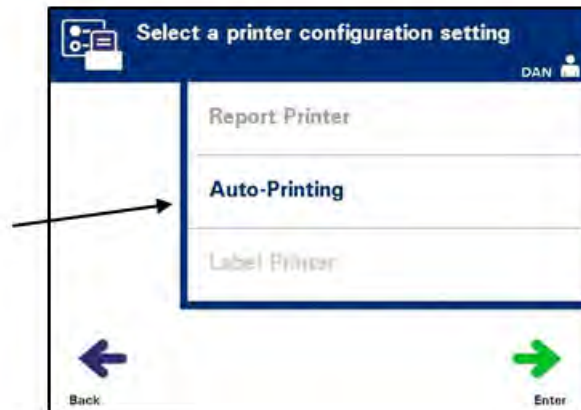 Select a printer configuration setting
DAN
Report Printer
Auto-Printing
Label Printer
Back
Enter